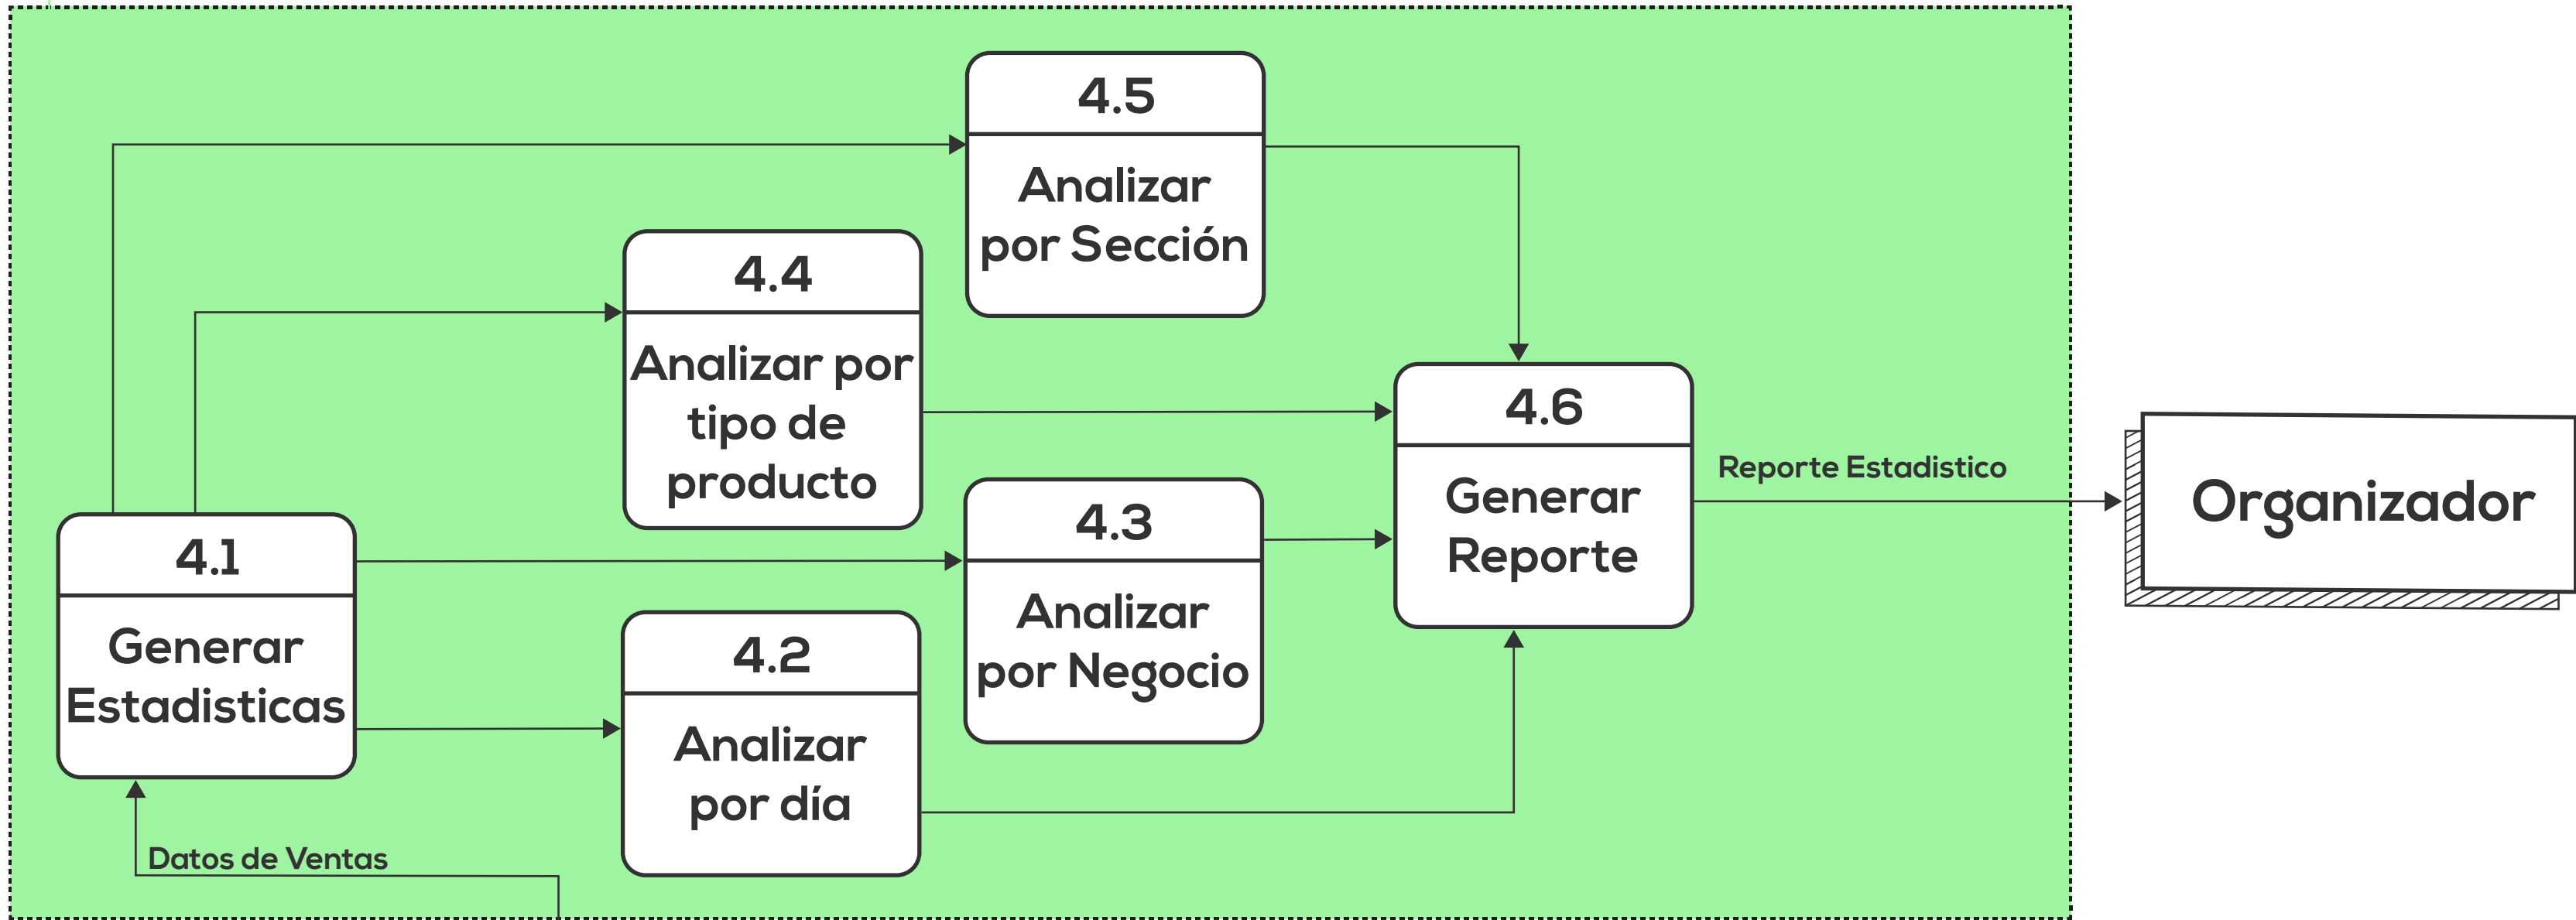 4.5
Analizar
por Sección
4.4
Analizar por
tipo de
producto
4.6
Generar
Reporte
Reporte Estadistico
Organizador
4.3
Analizar
por Negocio
4.1
Generar
Estadisticas
4.2
Analizar
por día
Datos de Ventas